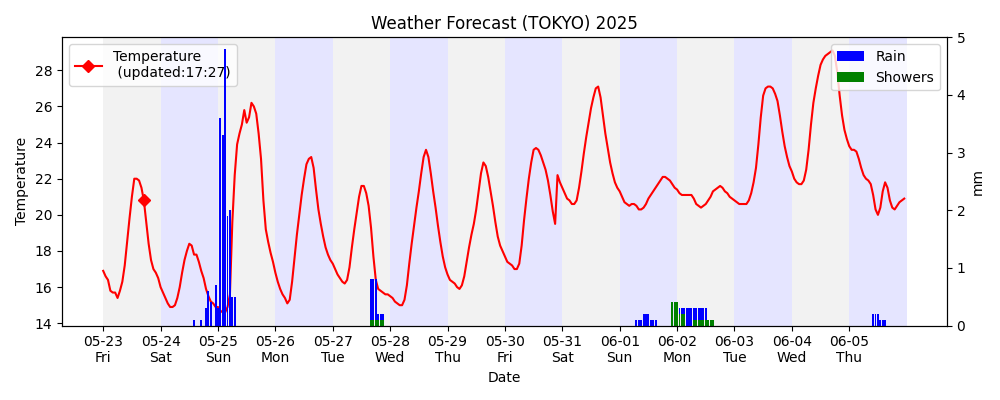 Weather Forecast (TOKYO) 2025
Temperature
(updated:17:27)
Rain
Showers
Temperature
28
26
24
22
20
18
16
14
5
4
3
2
1
0
mm
05-23 05-24 05-25 05-26 05-27 05-28 05-29 05-30 05-31 06-01 06-02 06-03 06-04 06-05
Fri Sat Sun Mon Tue Wed Thu Fri Sat Sun Mon Tue Wed Thu
Date